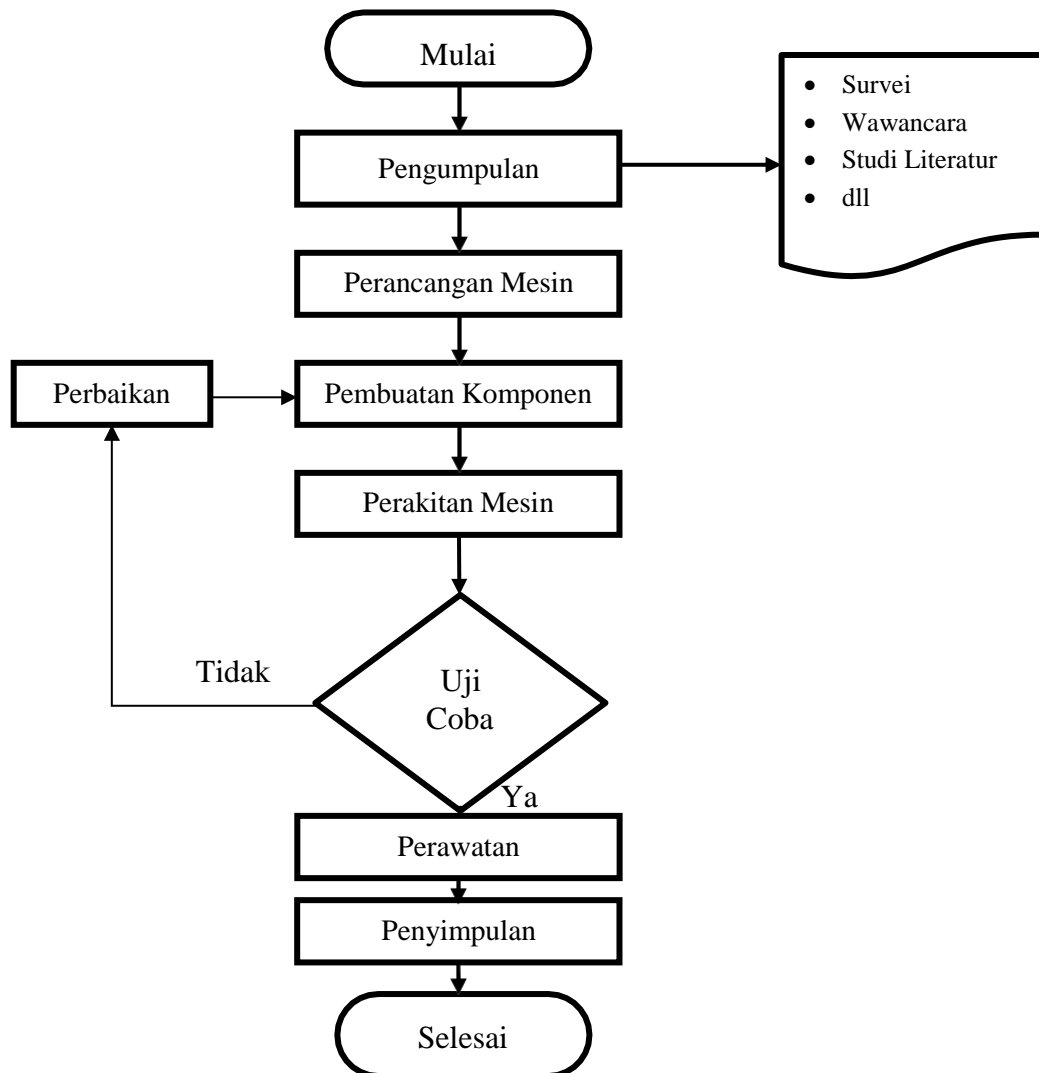 Mulai
• Survei
• Wawancara
• Studi Literatur
• dll
Pengumpulan
Perancangan Mesin
Perbaikan
Pembuatan Komponen
Perakitan Mesin
Tidak
Uji
Coba
Ya
Perawatan
Penyimpulan
Selesai